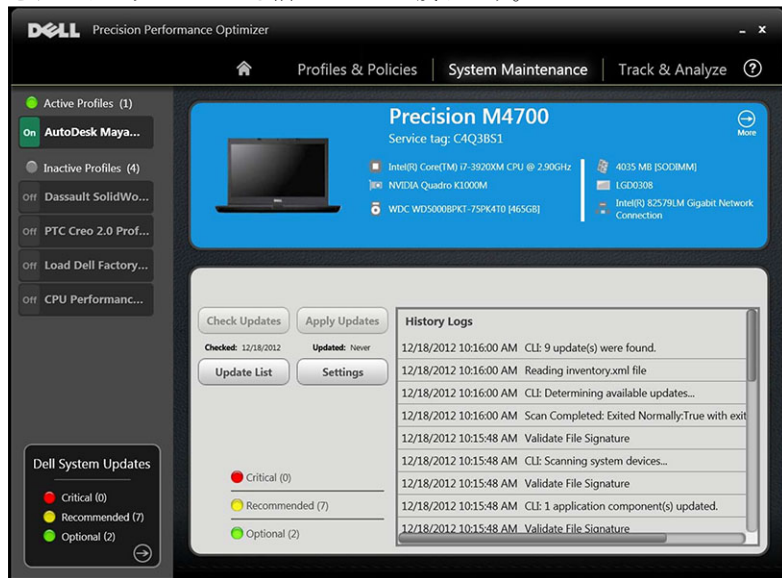 DELL Precision Performance Optimizer
Profiles & Policies System Maintenance Track & Analyze ?
Active Profiles (1)
On AutoDesk Maya...
Inactive Profiles (4)
Off Dassault SolidWo...
Off PTC Creo 2.0 Prof...
Off Load Dell Factory...
Off CPU Performanc...
Dell System Updates
Critical (0)
Recommended (7)
Optional (2)
Precision M4700
Service tag: C4Q3BS1
More
Intel(R) Core(TM) i7-3920XM CPU @ 2.90GHz
NVIDIA Quadro K1000M
WDC WD5000BPKT-75PK4T0 [465GB]
4035 MB [SODIMM]
LGD0308
Intel(R) 82579LM Gigabit Network
Connection
Check Updates Apply Updates
Checked: 12/18/2012 Updated: Never
Update List Settings
Critical (0)
Recommended (7)
Optional (2)
History Logs
12/18/2012 10:16:00 AM CLI: 9 update(s) were found.
12/18/2012 10:16:00 AM Reading inventory.xml file
12/18/2012 10:16:00 AM CLI: Determining available updates...
12/18/2012 10:16:00 AM Scan Completed: Exited Normally:True with exit
12/18/2012 10:15:48 AM Validate File Signature
12/18/2012 10:15:48 AM CLI: Scanning system devices...
12/18/2012 10:15:48 AM Validate File Signature
12/18/2012 10:15:48 AM CLI: 1 application component(s) updated.
12/18/2012 10:15:48 AM Validate File Signature